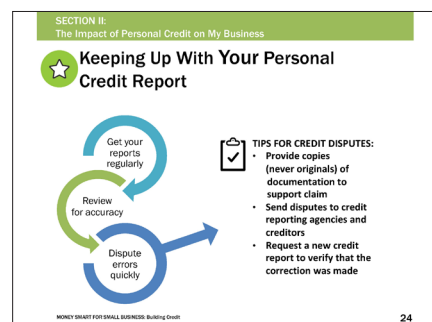 SECTION II:
The Impact of Personal Credit on My Business
Keeping Up With Your Personal
Credit Report
Get your
reports
regularly
Review
for accuracy
Dispute
errors
quickly
TIPS FOR CREDIT DISPUTES:
• Provide copies
(never originals) of
documentation to
support claim
• Send disputes to credit
reporting agencies and
creditors
• Request a new credit
report to verify that the
correction was made
MONEY SMART FOR SMALL BUSINESS: Building Credit
24